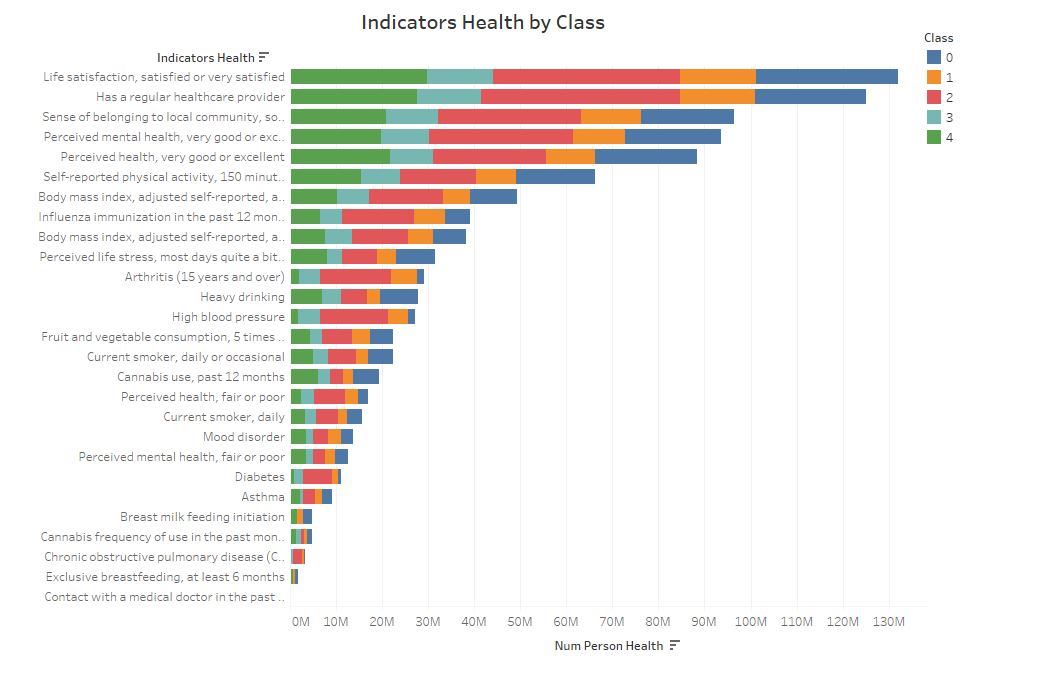 Indicators Health by Class
Class
0
1
2
3
4
Indicators Health
Life satisfaction, satisfied or very satisfied
Has a regular healthcare provider
Sense of belonging to local community, so..
Perceived mental health, very good or exc..
Perceived health, very good or excellent
Self-reported physical activity, 150 minut..
Body mass index, adjusted self-reported, a..
Influenza immunization in the past 12 mon..
Body mass index, adjusted self-reported, a..
Perceived life stress, most days quite a bit..
Arthritis (15 years and over)
Heavy drinking
High blood pressure
Fruit and vegetable consumption, 5 times ..
Current smoker, daily or occasional
Cannabis use, past 12 months
Perceived health, fair or poor
Current smoker, daily
Mood disorder
Perceived mental health, fair or poor
Diabetes
Asthma
Breast milk feeding initiation
Cannabis frequency of use in the past mon..
Chronic obstructive pulmonary disease (C..
Exclusive breastfeeding, at least 6 months
Contact with a medical doctor in the past ..
0M 10M 20M 30M 40M 50M 60M 70M 80M 90M 100M 110M 120M 130M
Num Person Health